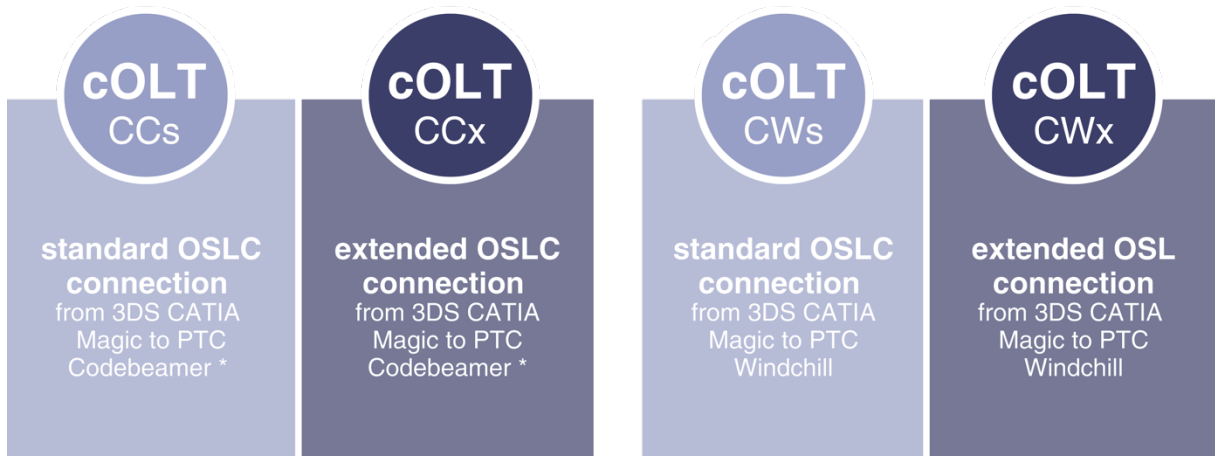 cOLT
CCs
standard OSLC
connection
from 3DS CATIA
Magic to PTC
Codebeamer *
cOLT
CCx
extended OSLC
connection
from 3DS CATIA
Magic to PTC
Codebeamer *
cOLT
CWs
standard OSLC
connection
from 3DS CATIA
Magic to PTC
Windchill
cOLT
CWx
extended OSL
connection
from 3DS CATIA
Magic to PTC
Windchill